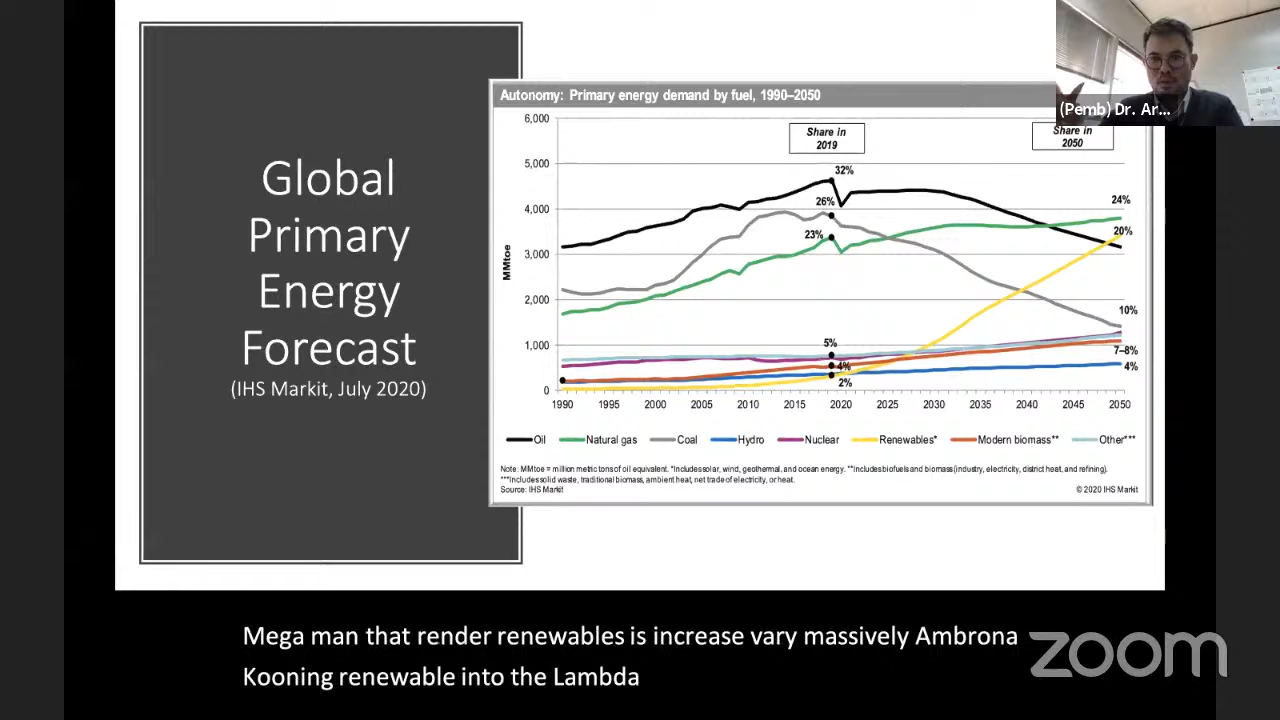 Global
Primary
Energy
Forecast
(IHS Markit, July 2020)
Autonomy: Primary energy demand by fuel, 1990–2050
(Pemb) Dr. Ar...
Share in
2019
Share in
2050
6,000
5,000
4,000
3,000
2,000
1,000
0
MMtoe
32%
26%
23%
5%
4%
2%
24%
20%
10%
7–8%
4%
1990 1995 2000 2005 2010 2015 2020 2025 2030 2035 2040 2045 2050
Oil Natural gas Coal Hydro Nuclear Renewables* Modern biomass** Other***
Note: MMtoe = million metric tons of oil equivalent. *Includes solar, wind, geothermal, and ocean energy. **Includes biofuels and biomass (industry, electricity, district heat, and refining).
***Includes solid waste, traditional biomass, ambient heat, net trade of electricity, or heat.
Source: IHS Markit © 2020 IHS Markit
Mega man that render renewables is increase vary massively Ambrona
Kooning renewable into the Lambda
zoom